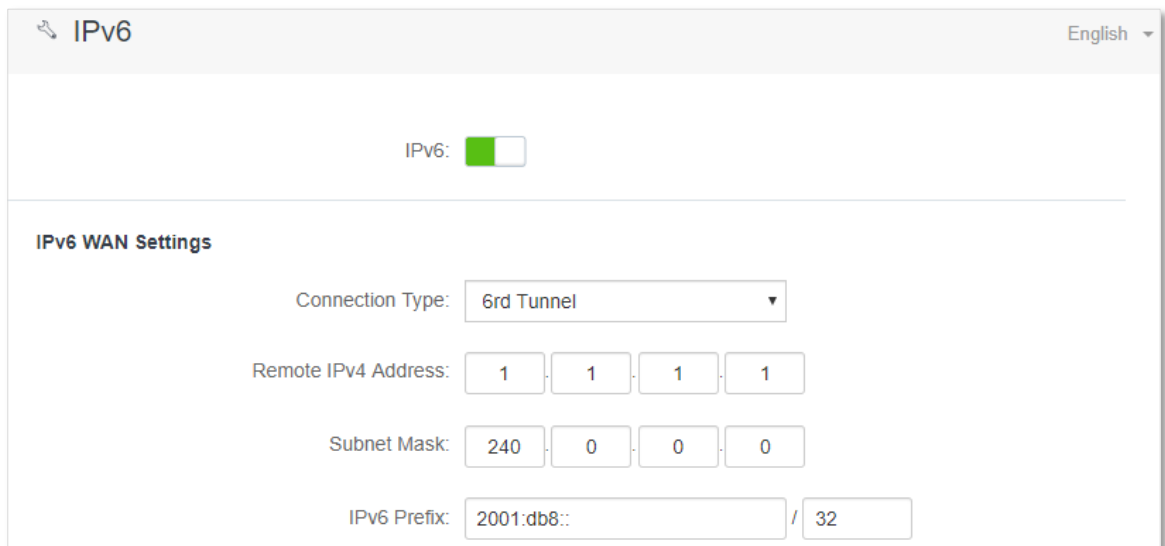 IPv6
English
IPv6:
IPv6 WAN Settings
Connection Type: 6rd Tunnel
Remote IPv4 Address: 1 . 1 . 1 . 1
Subnet Mask: 240 . 0 . 0 . 0
IPv6 Prefix: 2001:db8:: / 32